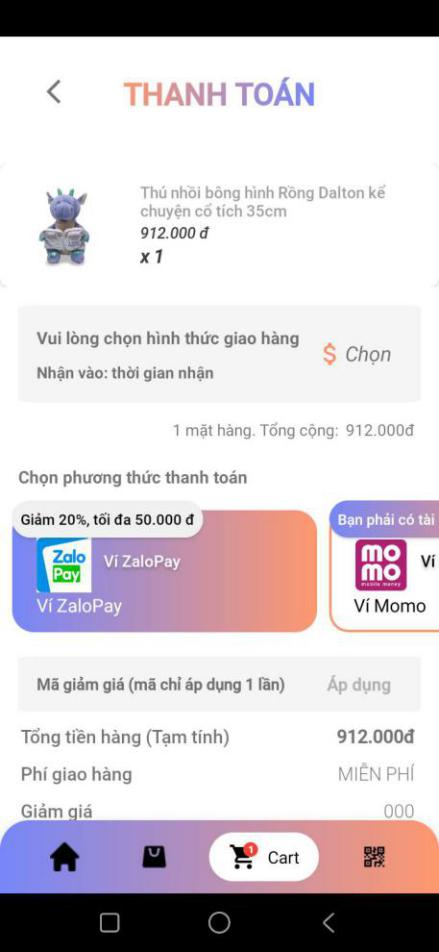 THANH TOÁN
Thú nhồi bông hình Rồng Dalton kể
chuyện cổ tích 35cm
912.000 đ
x 1
Vui lòng chọn hình thức giao hàng
$ Chọn
Nhận vào: thời gian nhận
1 mặt hàng. Tổng cộng: 912.000đ
Chọn phương thức thanh toán
Giảm 20%, tối đa 50.000 đ
Zalo
Pay
Ví ZaloPay
Ví ZaloPay
Bạn phải có tài
mo
mo
mobile money
Ví
Ví Momo
Mã giảm giá (mã chỉ áp dụng 1 lần)
Áp dụng
Tổng tiền hàng (Tạm tính) 912.000đ
Phí giao hàng MIỄN PHÍ
Giảm giá 000
1
Cart